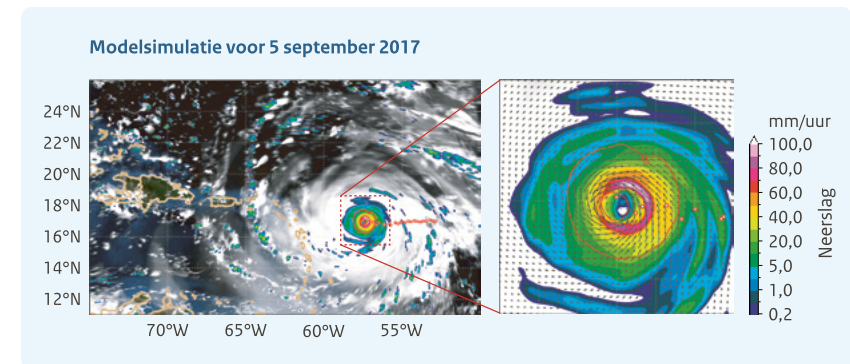 Modelsimulatie voor 5 september 2017
24°N
22°N
20°N
18°N
16°N
14°N
12°N
70°W 65°W 60°W 55°W
mm/uur
100,0
80,0
60,0
40,0
20,0
5,0
1,0
0,2
Neerslag